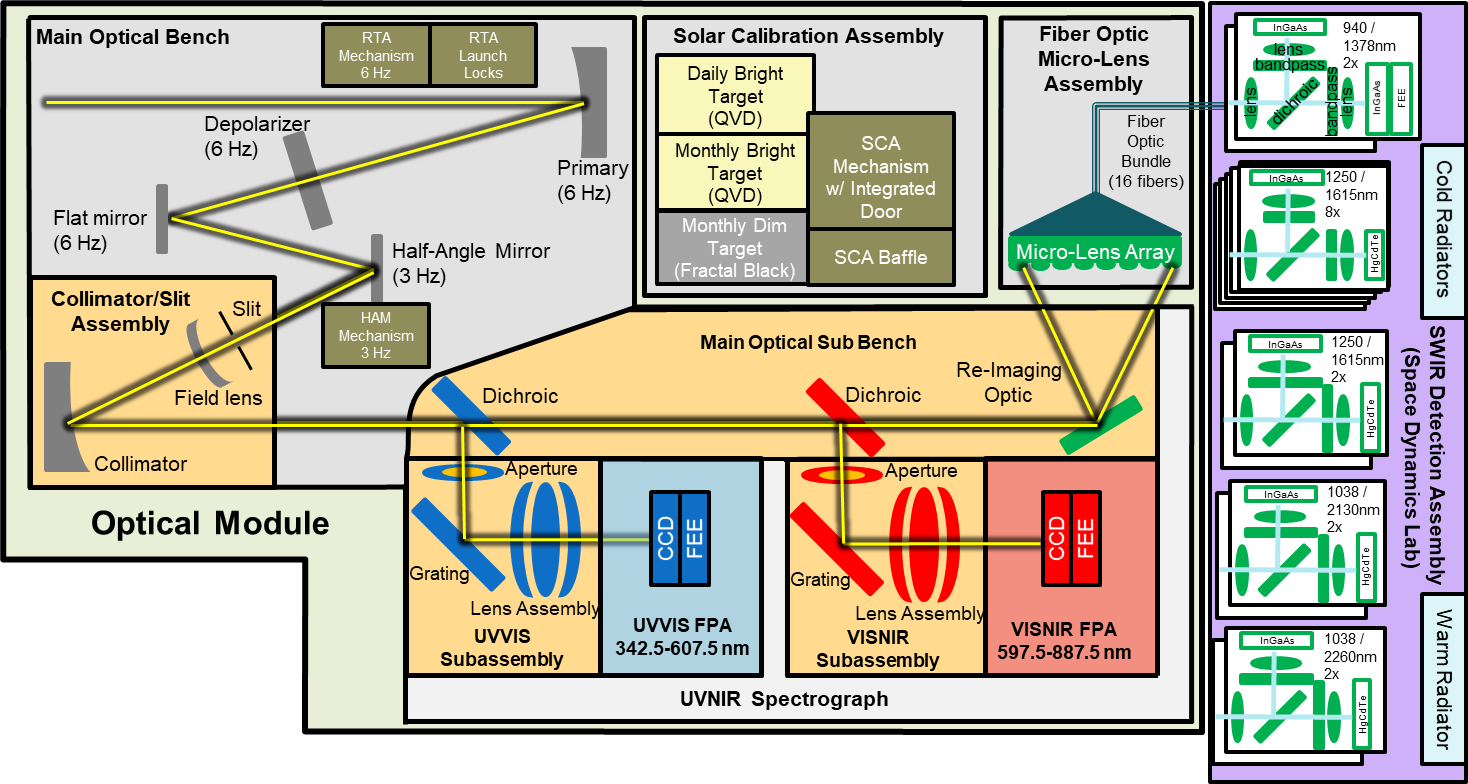 Main Optical Bench
RTA
Mechanism
6 Hz
RTA
Launch
Locks
Depolarizer
(6 Hz)
Primary
(6 Hz)
Flat mirror
(6 Hz)
Half-Angle Mirror
(3 Hz)
HAM
Mechanism
3 Hz
Collimator/Slit
Assembly
Slit
Field lens
Collimator
Optical Module
Solar Calibration Assembly
Daily Bright
Target
(QVD)
Monthly Bright
Target
(QVD)
Monthly Dim
Target
(Fractal Black)
SCA
Mechanism
w/ Integrated
Door
SCA Baffle
Fiber Optic
Micro-Lens
Assembly
Fiber
Optic
Bundle
(16 fibers)
Micro-Lens Array
Main Optical Sub Bench
Dichroic
Dichroic
Re-Imaging
Optic
Aperture
Grating
Lens Assembly
UVVIS
Subassembly
CCD
FEE
UVVIS FPA
342.5-607.5 nm
Aperture
Grating
Lens Assembly
VISNIR
Subassembly
CCD
FEE
VISNIR FPA
597.5-887.5 nm
UVNIR Spectrograph
InGaAs
lens
bandpass
lens
dichroic
bandpass
lens
InGaAs
FEE
940 /
1378nm
2x
InGaAs
1250 /
1615nm
8x
HgCdTe
InGaAs
1250 /
1615nm
2x
HgCdTe
InGaAs
1038 /
2130nm
2x
HgCdTe
InGaAs
1038 /
2260nm
2x
HgCdTe
Cold Radiators
SWIR Detection Assembly
(Space Dynamics Lab)
Warm Radiator